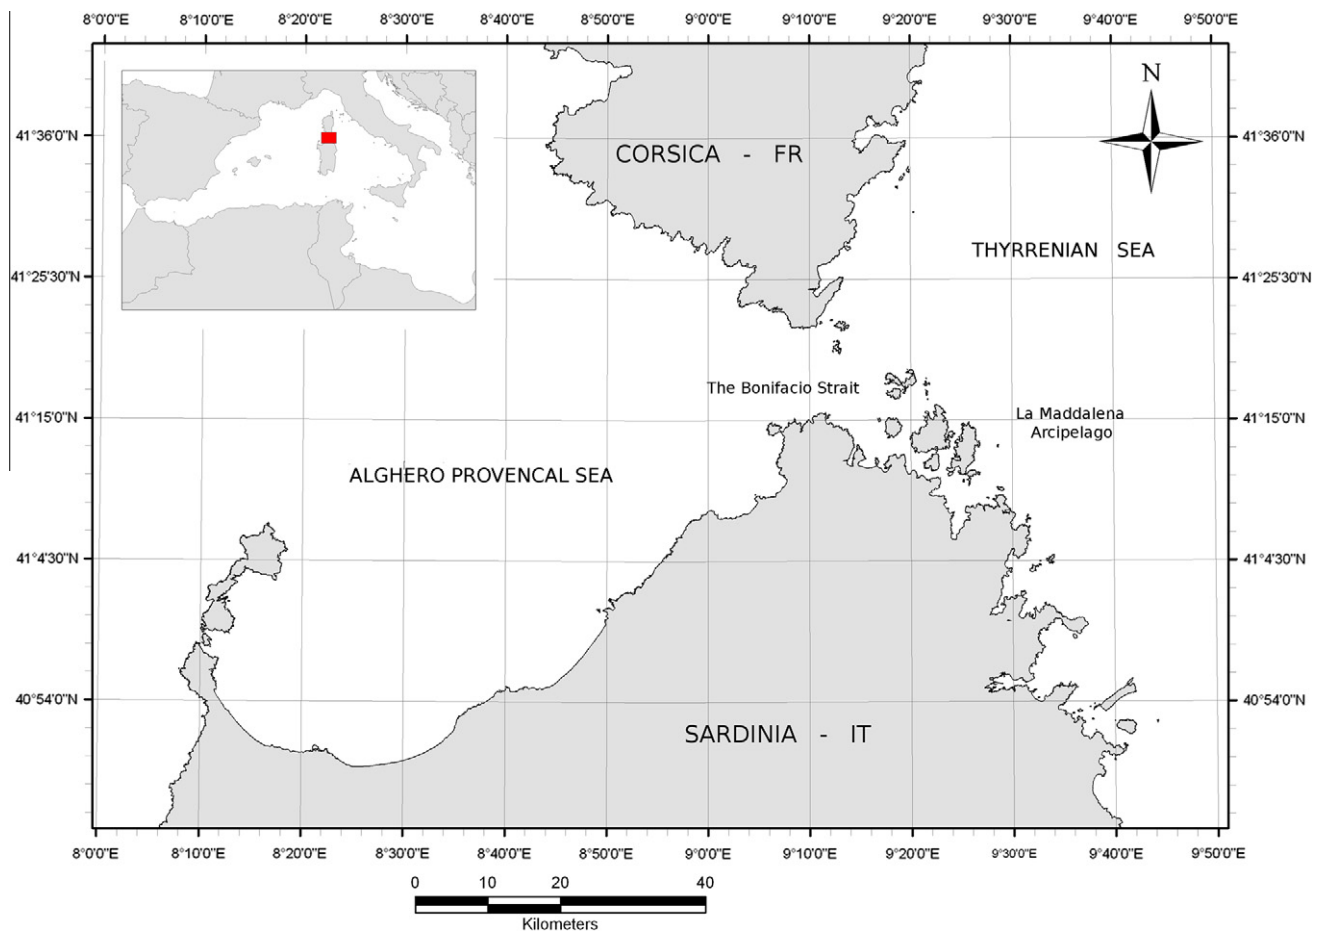 8°0'0"E 8°10'0"E 8°20'0"E 8°30'0"E 8°40'0"E 8°50'0"E 9°0'0"E 9°10'0"E 9°20'0"E 9°30'0"E 9°40'0"E 9°50'0"E
N
41°36'0"N 41°36'0"N
CORSICA - FR
THYRRENIAN SEA
41°25'30"N 41°25'30"N
The Bonifacio Strait
41°15'0"N 41°15'0"N
La Maddalena
Arcipelago
ALGHERO PROVENCAL SEA
41°4'30"N 41°4'30"N
40°54'0"N 40°54'0"N
SARDINIA - IT
8°0'0"E 8°10'0"E 8°20'0"E 8°30'0"E 8°40'0"E 8°50'0"E 9°0'0"E 9°10'0"E 9°20'0"E 9°30'0"E 9°40'0"E 9°50'0"E
0 10 20 40
Kilometers